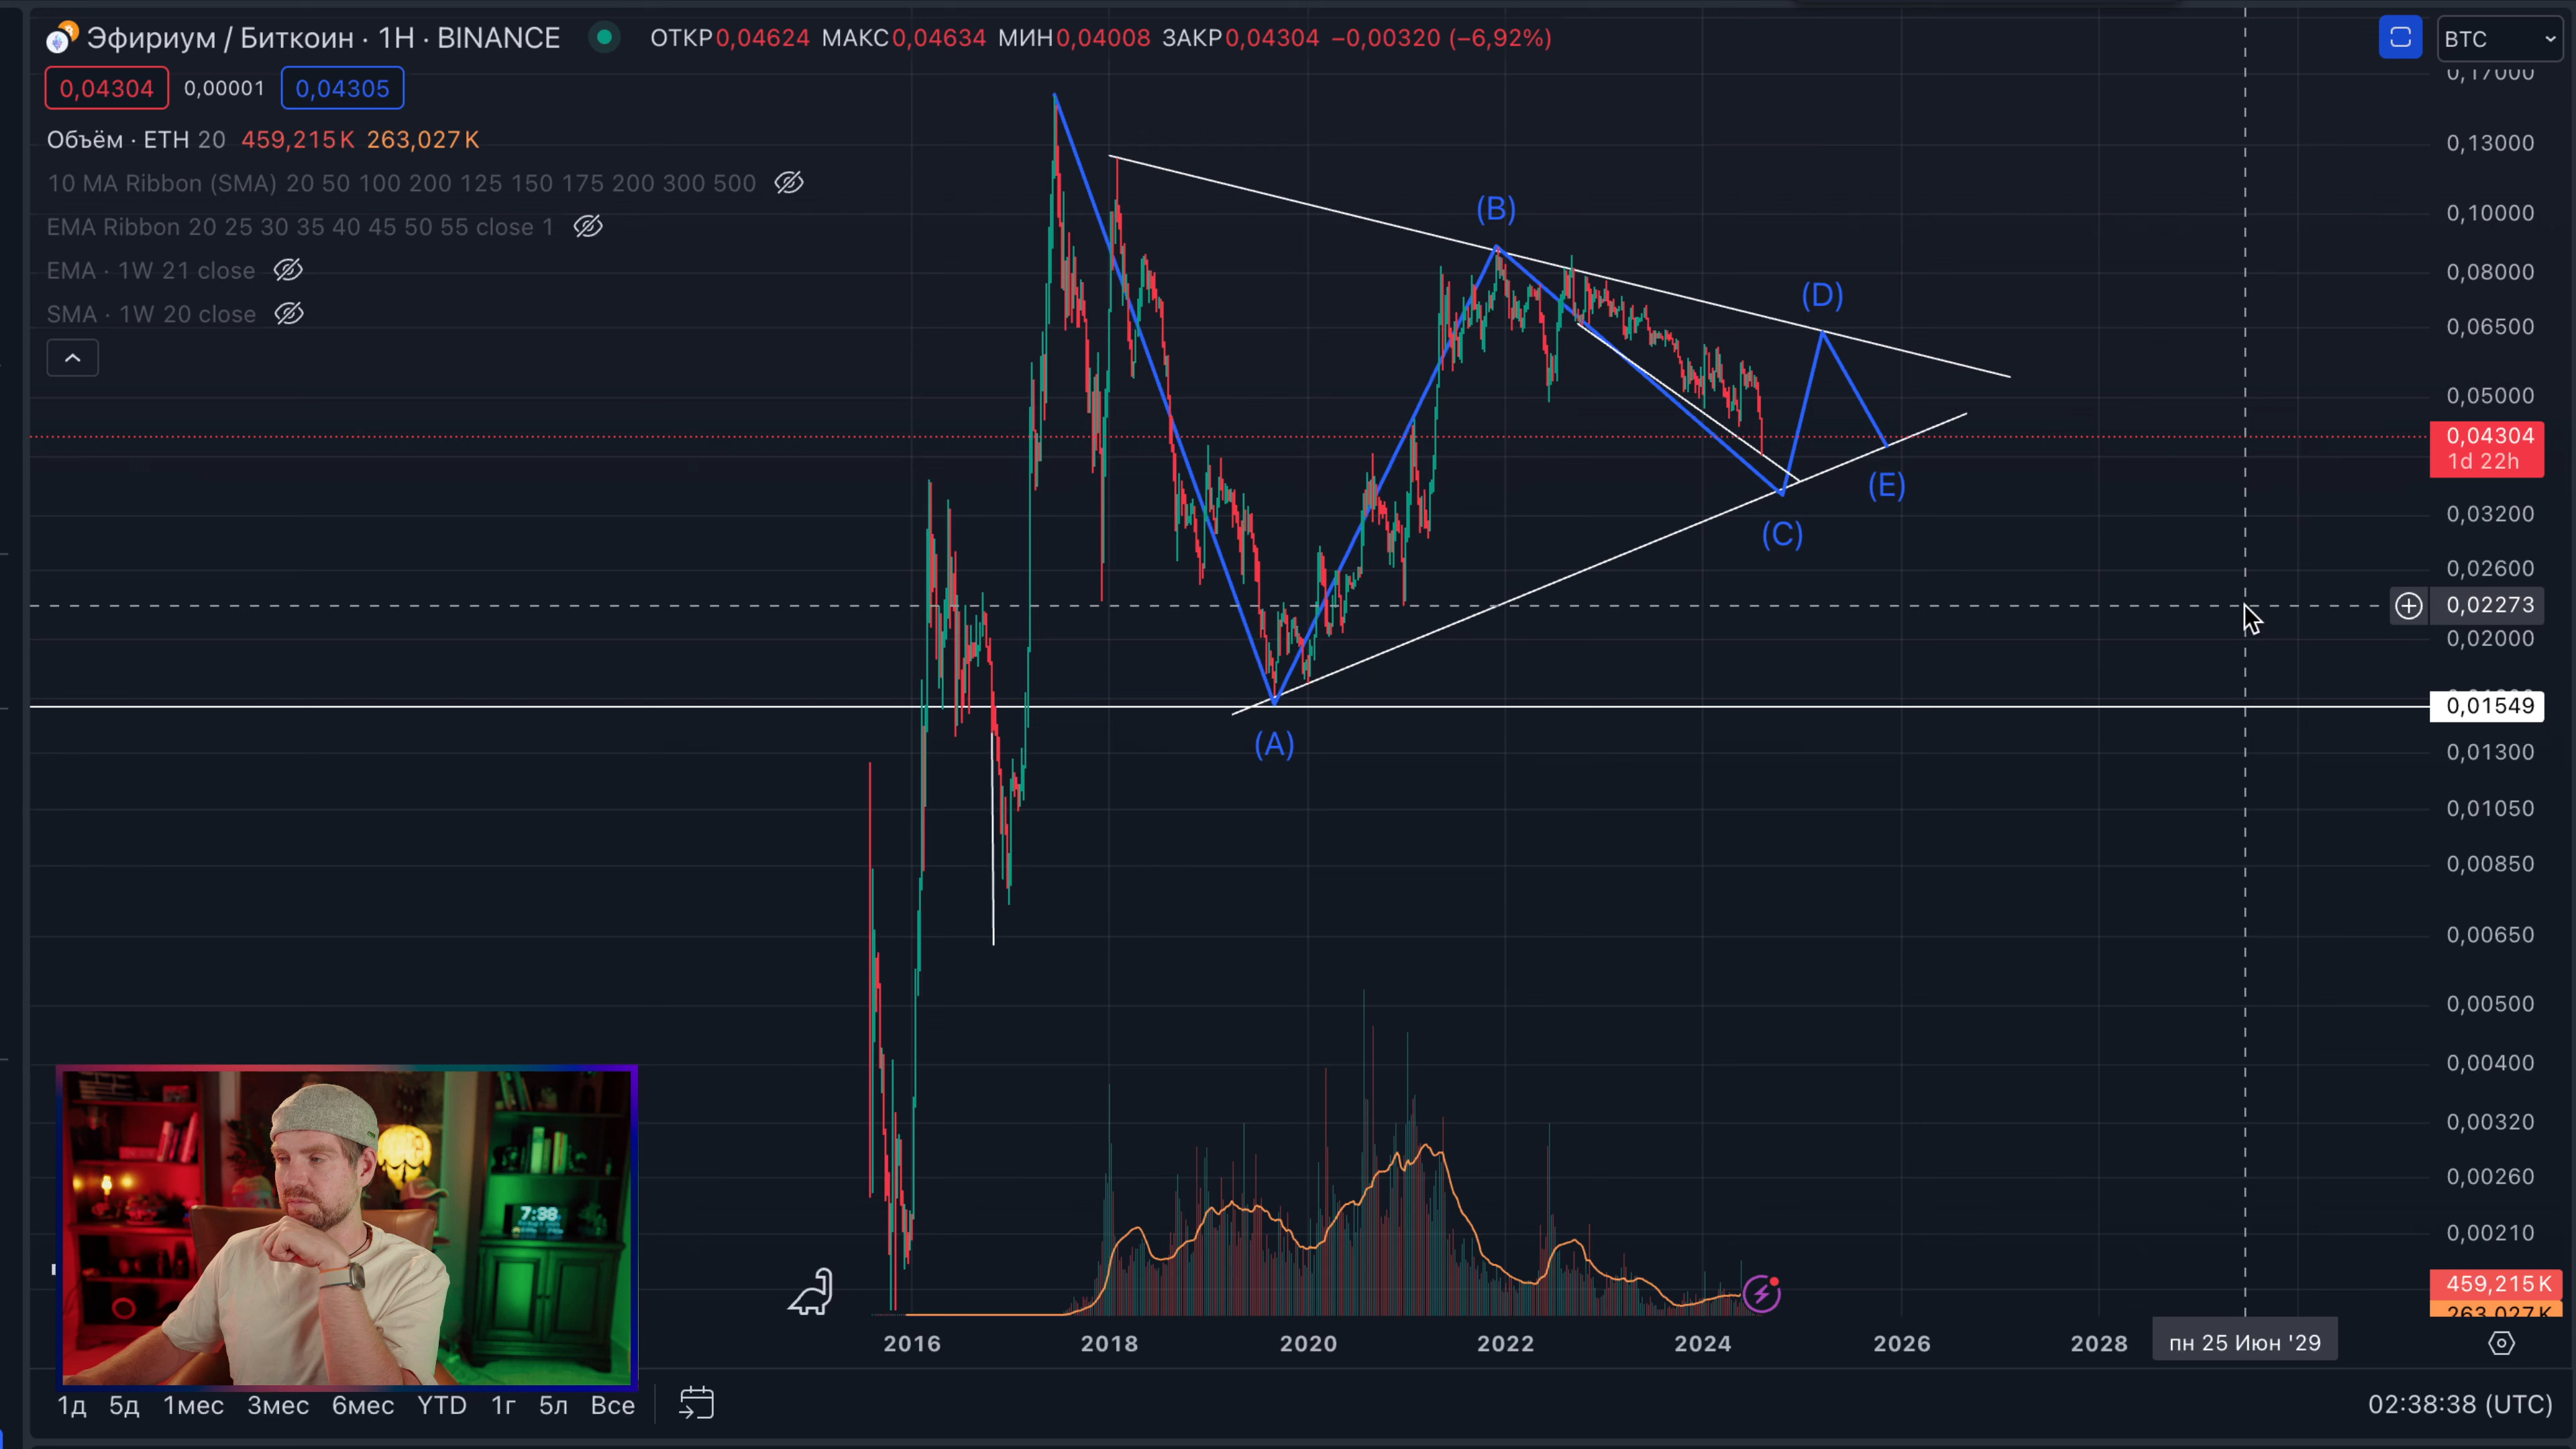 Эфириум / Биткоин · 1Н · BINANCE ОТКР0,04624 МАКС0,04634 МИН0,04008 ЗАКР0,04304 −0,00320 (−6,92%)
BTC
0,04304 0,00001 0,04305
Объём · ETH 20 459,215K 263,027K
10 MA Ribbon (SMA) 20 50 100 200 125 150 175 200 300 500
EMA Ribbon 20 25 30 35 40 45 50 55 close 1
EMA · 1W 21 close
SMA · 1W 20 close
(B)
(D)
(E)
(C)
(A)
0,17000
0,13000
0,10000
0,08000
0,06500
0,05000
0,04304
1d 22h
0,03200
0,02600
0,02273
0,02000
0,01549
0,01300
0,01050
0,00850
0,00650
0,00500
0,00400
0,00320
0,00260
0,00210
459,215K
263,027K
7:38
2016 2018 2020 2022 2024 2026 2028 пн 25 Июн '29
1д 5д 1мес 3мес 6мес YTD 1г 5л Все
02:38:38 (UTC)